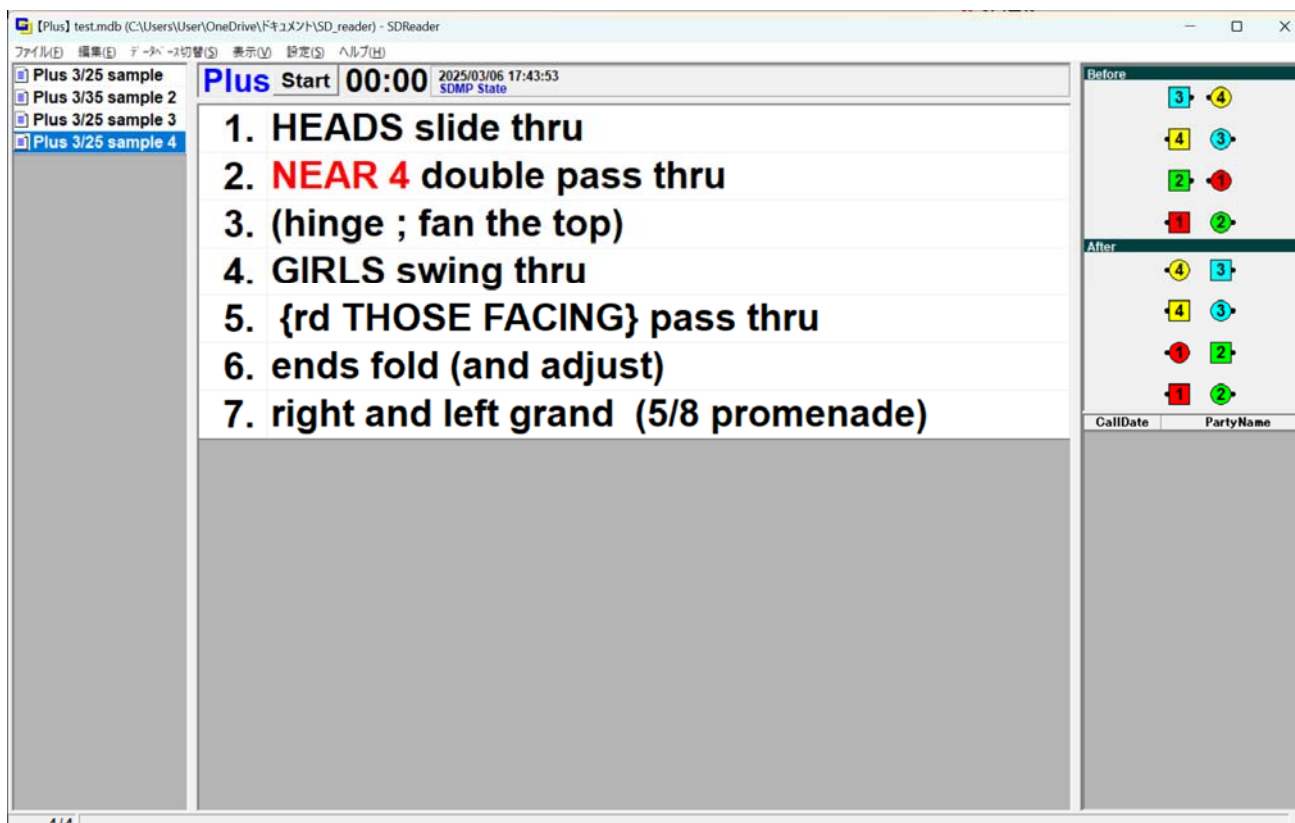 【Plus】 test.mdb (C:\Users\User\OneDrive\ドキュメント\SD_reader) - SDReader
ファイル(F) 編集(E) データベース切替(S) 表示(V) 設定(S) ヘルプ(H)
Plus 3/25 sample
Plus 3/35 sample 2
Plus 3/25 sample 3
Plus 3/25 sample 4
Plus Start 00:00 2025/03/06 17:43:53
SDMP State
1. HEADS slide thru
2. NEAR 4 double pass thru
3. (hinge ; fan the top)
4. GIRLS swing thru
5. {rd THOSE FACING} pass thru
6. ends fold (and adjust)
7. right and left grand (5/8 promenade)
Before
3 4
4 3
2 1
1 2
After
4 3
4 3
1 2
1 2
CallDate PartyName
4/4